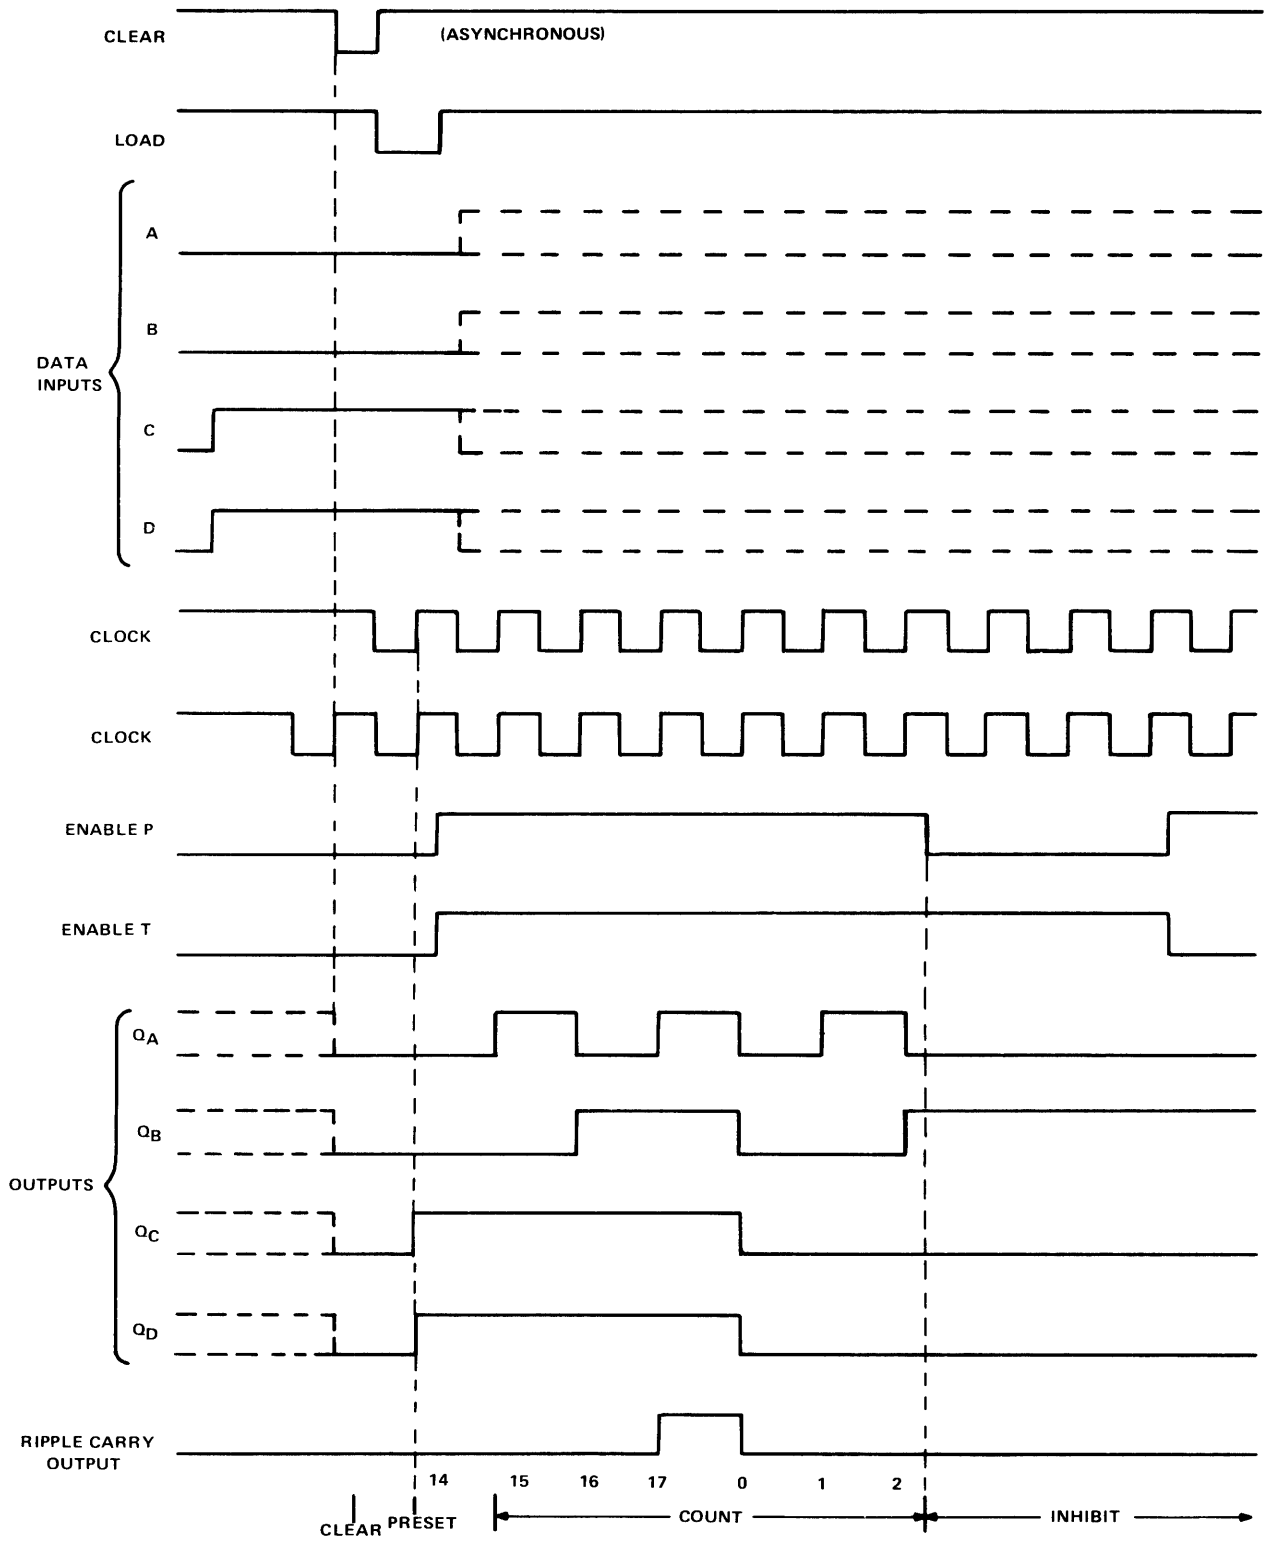 CLEAR
(ASYNCHRONOUS)
LOAD
A
B
DATA
INPUTS
C
D
CLOCK
CLOCK
ENABLE P
ENABLE T
QA
QB
OUTPUTS
QC
QD
RIPPLE CARRY
OUTPUT
14 15 16 17 0 1 2
CLEAR PRESET COUNT INHIBIT